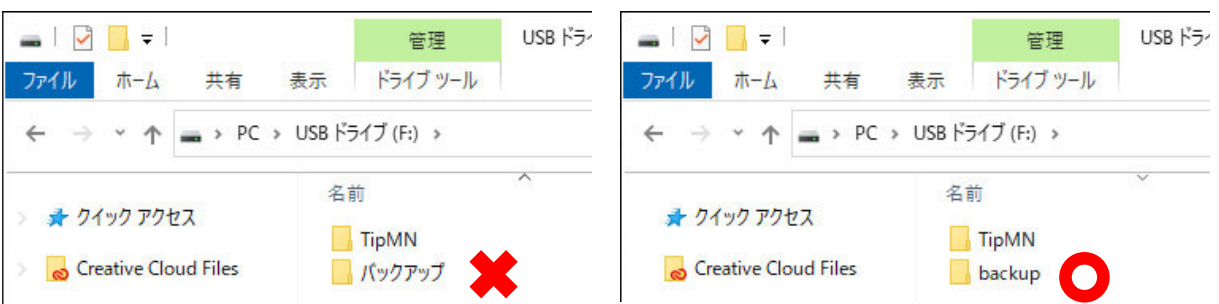 管理
USB ドライ
ファイル ホーム 共有 表示 ドライブ ツール
PC › USB ドライブ (F:) ›
名前
クイック アクセス
TipMN
Creative Cloud Files
バックアップ
管理
USB ドライ
ファイル ホーム 共有 表示 ドライブ ツール
PC › USB ドライブ (F:) ›
名前
クイック アクセス
TipMN
Creative Cloud Files
backup